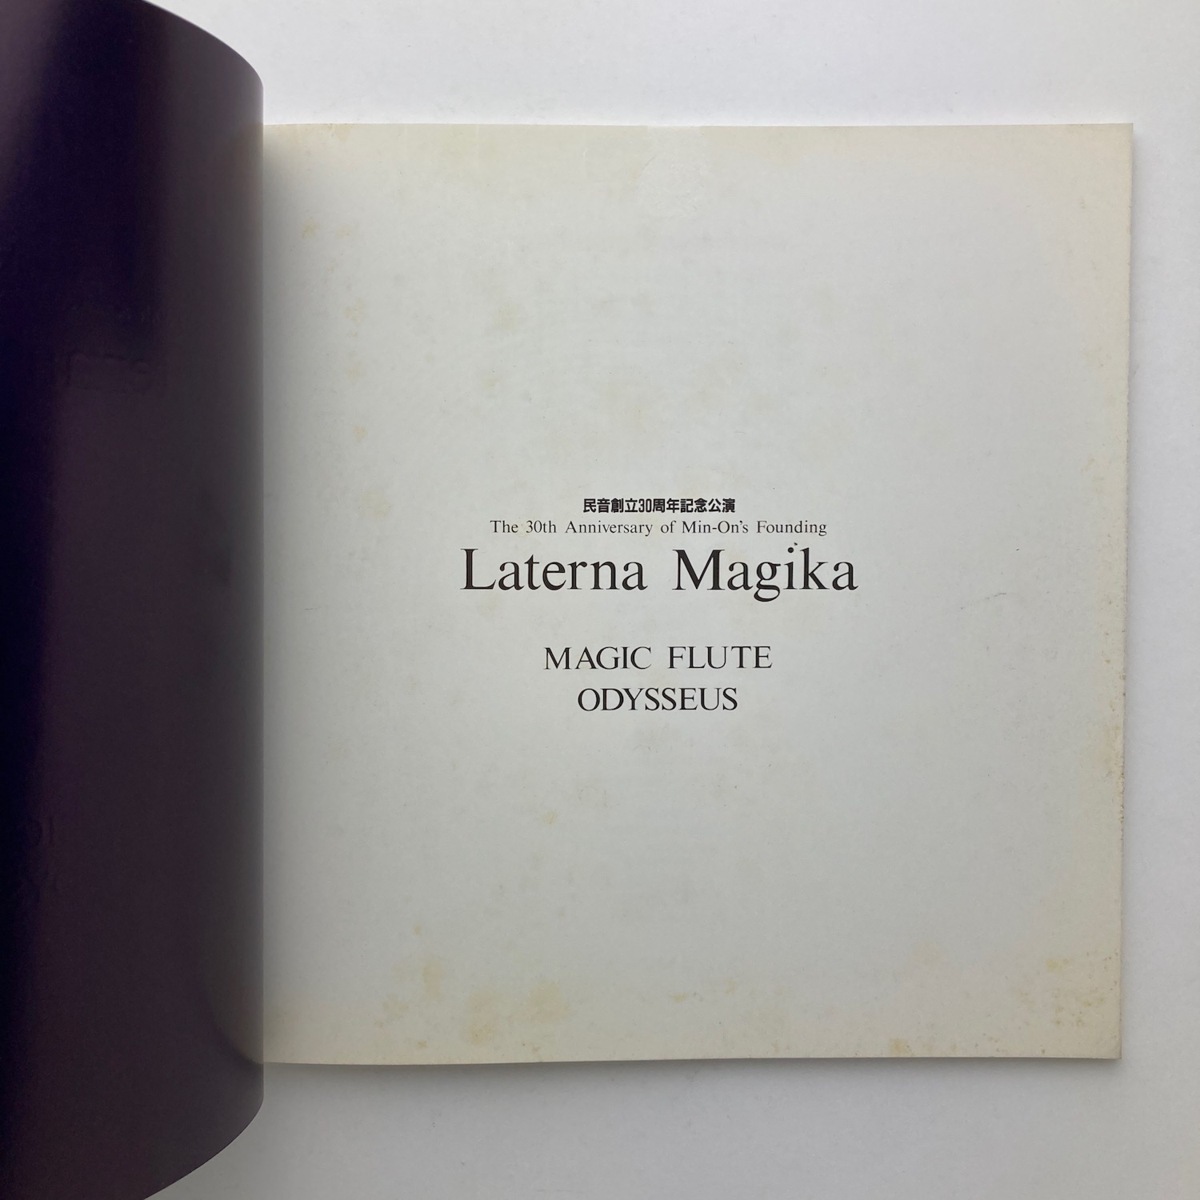 民音創立30周年記念公演
The 30th Anniversary of Min-On's Founding
Laterna Magika
MAGIC FLUTE
ODYSSEUS